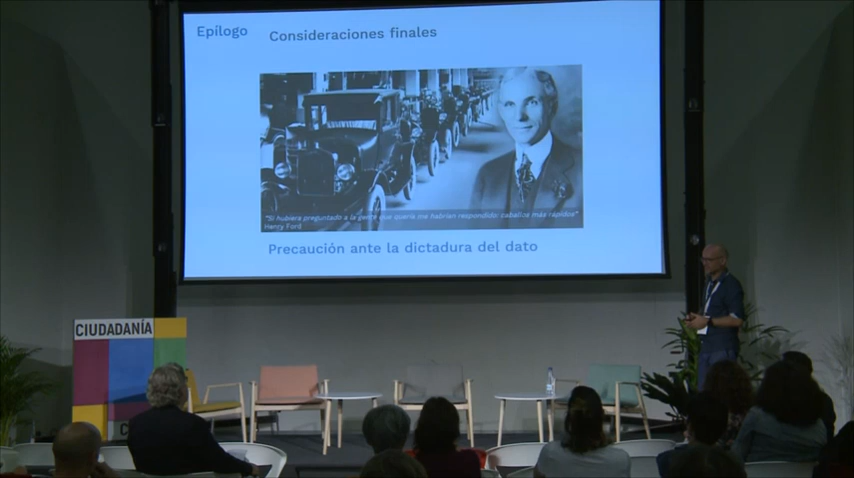 Epílogo
Consideraciones finales
"Si hubiera preguntado a la gente que quería me habrían respondido: caballos más rápidos"
Henry Ford
Precaución ante la dictadura del dato
CIUDADANÍA